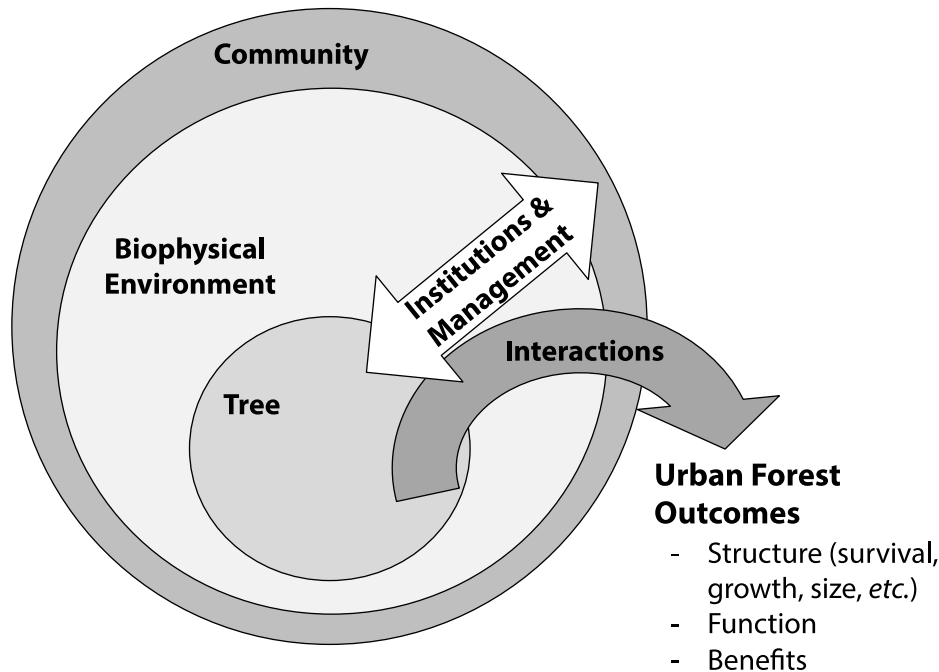 Community
Biophysical
Environment
Institutions &
Management
Interactions
Tree
Urban Forest
Outcomes
- Structure (survival,
growth, size, etc.)
- Function
- Benefits